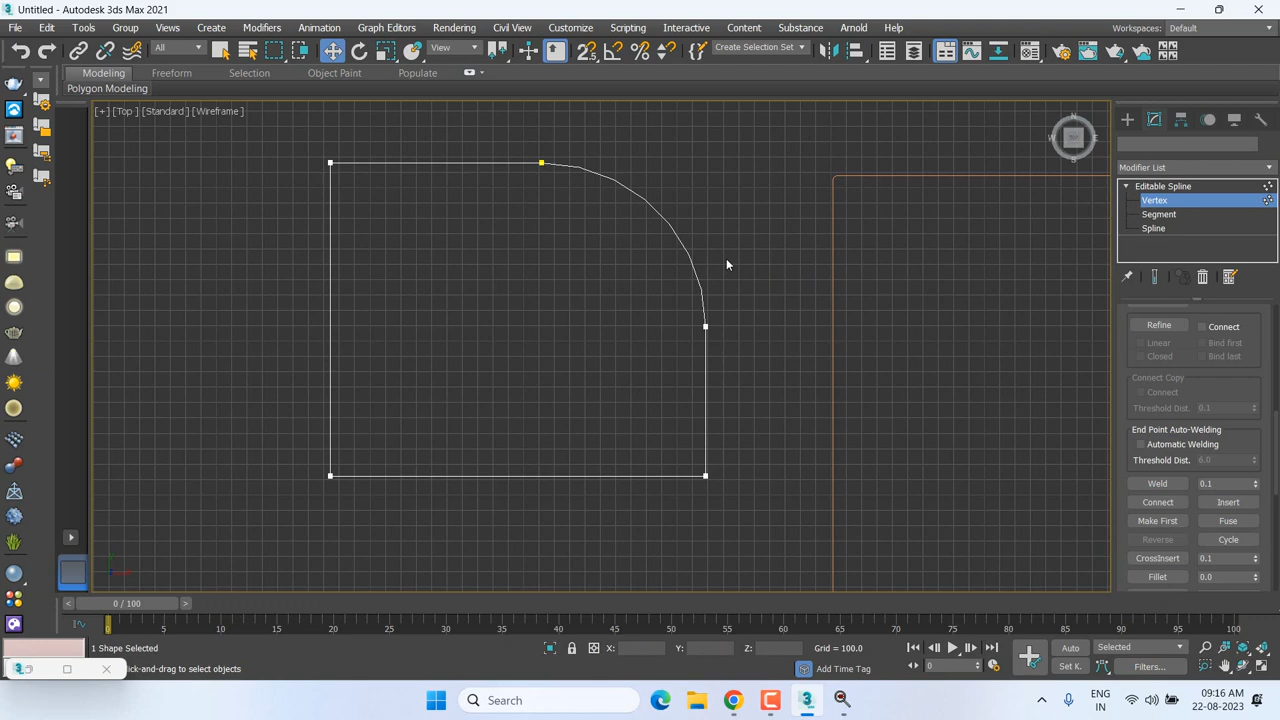 Untitled - Autodesk 3ds Max 2021
File Edit Tools Group Views Create Modifiers Animation Graph Editors Rendering Civil View Customize Scripting Interactive Content Substance Arnold Help Workspaces: Default
All View Create Selection Set
Modeling Freeform Selection Object Paint Populate
Polygon Modeling
[+] [Top ] [Standard ] [Wireframe ]
N
W TOP E
S
Modifier List
Editable Spline
Vertex
Segment
Spline
Refine Connect
Linear Bind first
Closed Bind last
Connect Copy
Connect
Threshold Dist. 0.1
End Point Auto-Welding
Automatic Welding
Threshold Dist. 6.0
Weld 0.1
Connect Insert
Make First Fuse
Reverse Cycle
CrossInsert 0.1
Fillet 0.0
< 0 / 100 >
0 5 10 15 20 25 30 35 40 45 50 55 60 65 70 75 80 85 90 95 100
1 Shape Selected X: Y: Z: Grid = 100.0 Auto Selected
3 -and-drag to select objects Add Time Tag 0 Set K. Filters...
Search 3 ENG 09:16 AM
IN 22-08-2023